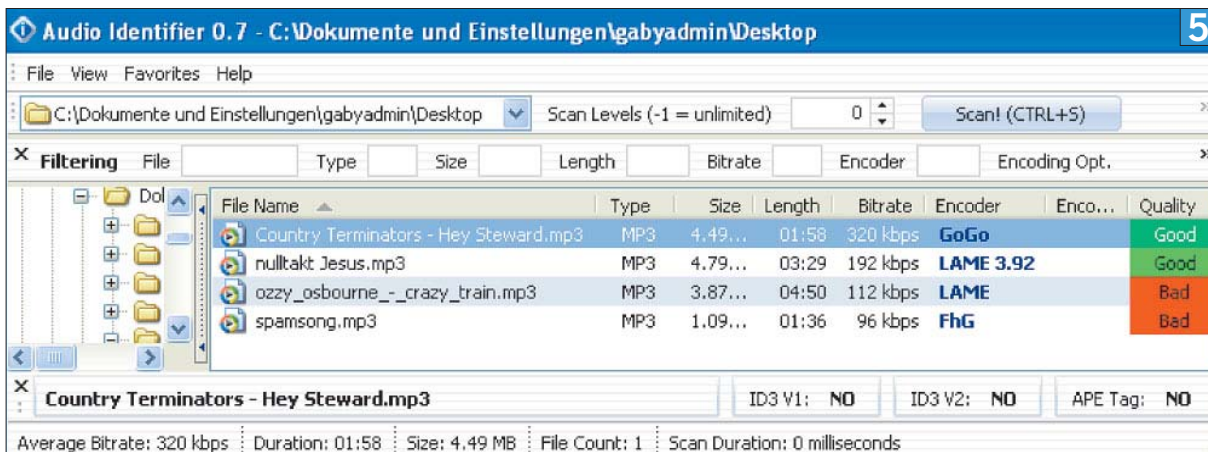 Audio Identifier 0.7 - C:\Dokumente und Einstellungen\gabyadmin\Desktop 5
File View Favorites Help
C:\Dokumente und Einstellungen\gabyadmin\Desktop Scan Levels (-1 = unlimited) 0 Scan! (CTRL+S) »
× Filtering File Type Size Length Bitrate Encoder Encoding Opt. »
Dol File Name Type Size Length Bitrate Encoder Enco... Quality
Country Terminators - Hey Steward.mp3 MP3 4.49... 01:58 320 kbps GoGo Good
nulltakt Jesus.mp3 MP3 4.79... 03:29 192 kbps LAME 3.92 Good
ozzy_osbourne_-_crazy_train.mp3 MP3 3.87... 04:50 112 kbps LAME Bad
spamsong.mp3 MP3 1.09... 01:36 96 kbps FhG Bad
× Country Terminators - Hey Steward.mp3 ID3 V1: NO ID3 V2: NO APE Tag: NO
Average Bitrate: 320 kbps Duration: 01:58 Size: 4.49 MB File Count: 1 Scan Duration: 0 milliseconds